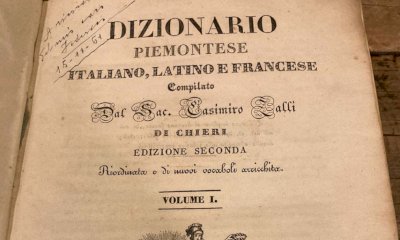 DIZIONARIO
PIEMONTESE
ITALIANO, LATINO E FRANCESE
Compilato
Dal Sac. Casimiro Zalli
DI CHIERI
EDIZIONE SECONDA
Riordinata e di nuovi vocaboli arricchita.
VOLUME I.